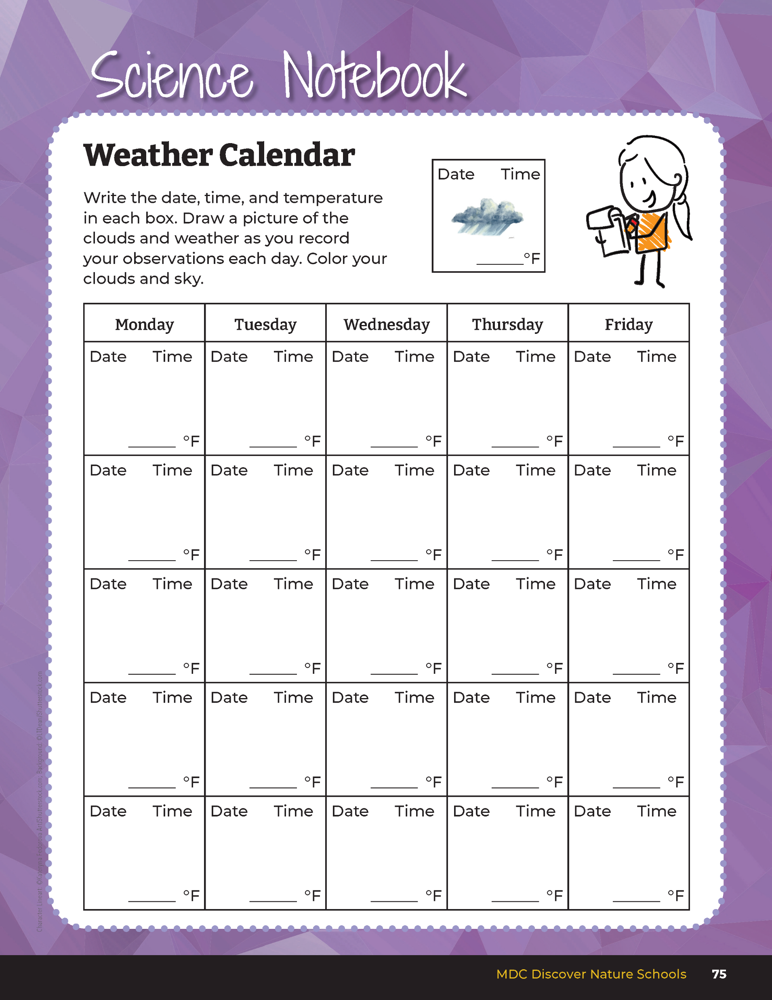 Science Notebook
Weather Calendar
Write the date, time, and temperature
in each box. Draw a picture of the
clouds and weather as you record
your observations each day. Color your
clouds and sky.
Date Time
______°F
Monday Tuesday Wednesday Thursday Friday
Date Time Date Time Date Time Date Time Date Time
______ °F ______ °F ______ °F ______ °F ______ °F
Date Time Date Time Date Time Date Time Date Time
______ °F ______ °F ______ °F ______ °F ______ °F
Date Time Date Time Date Time Date Time Date Time
______ °F ______ °F ______ °F ______ °F ______ °F
Date Time Date Time Date Time Date Time Date Time
______ °F ______ °F ______ °F ______ °F ______ °F
Date Time Date Time Date Time Date Time Date Time
______ °F ______ °F ______ °F ______ °F ______ °F
Character Lineart: ©Kateryna Fedorova Art/Shutterstock.com; Background: ©LTDean/Shutterstock.com
MDC Discover Nature Schools 75